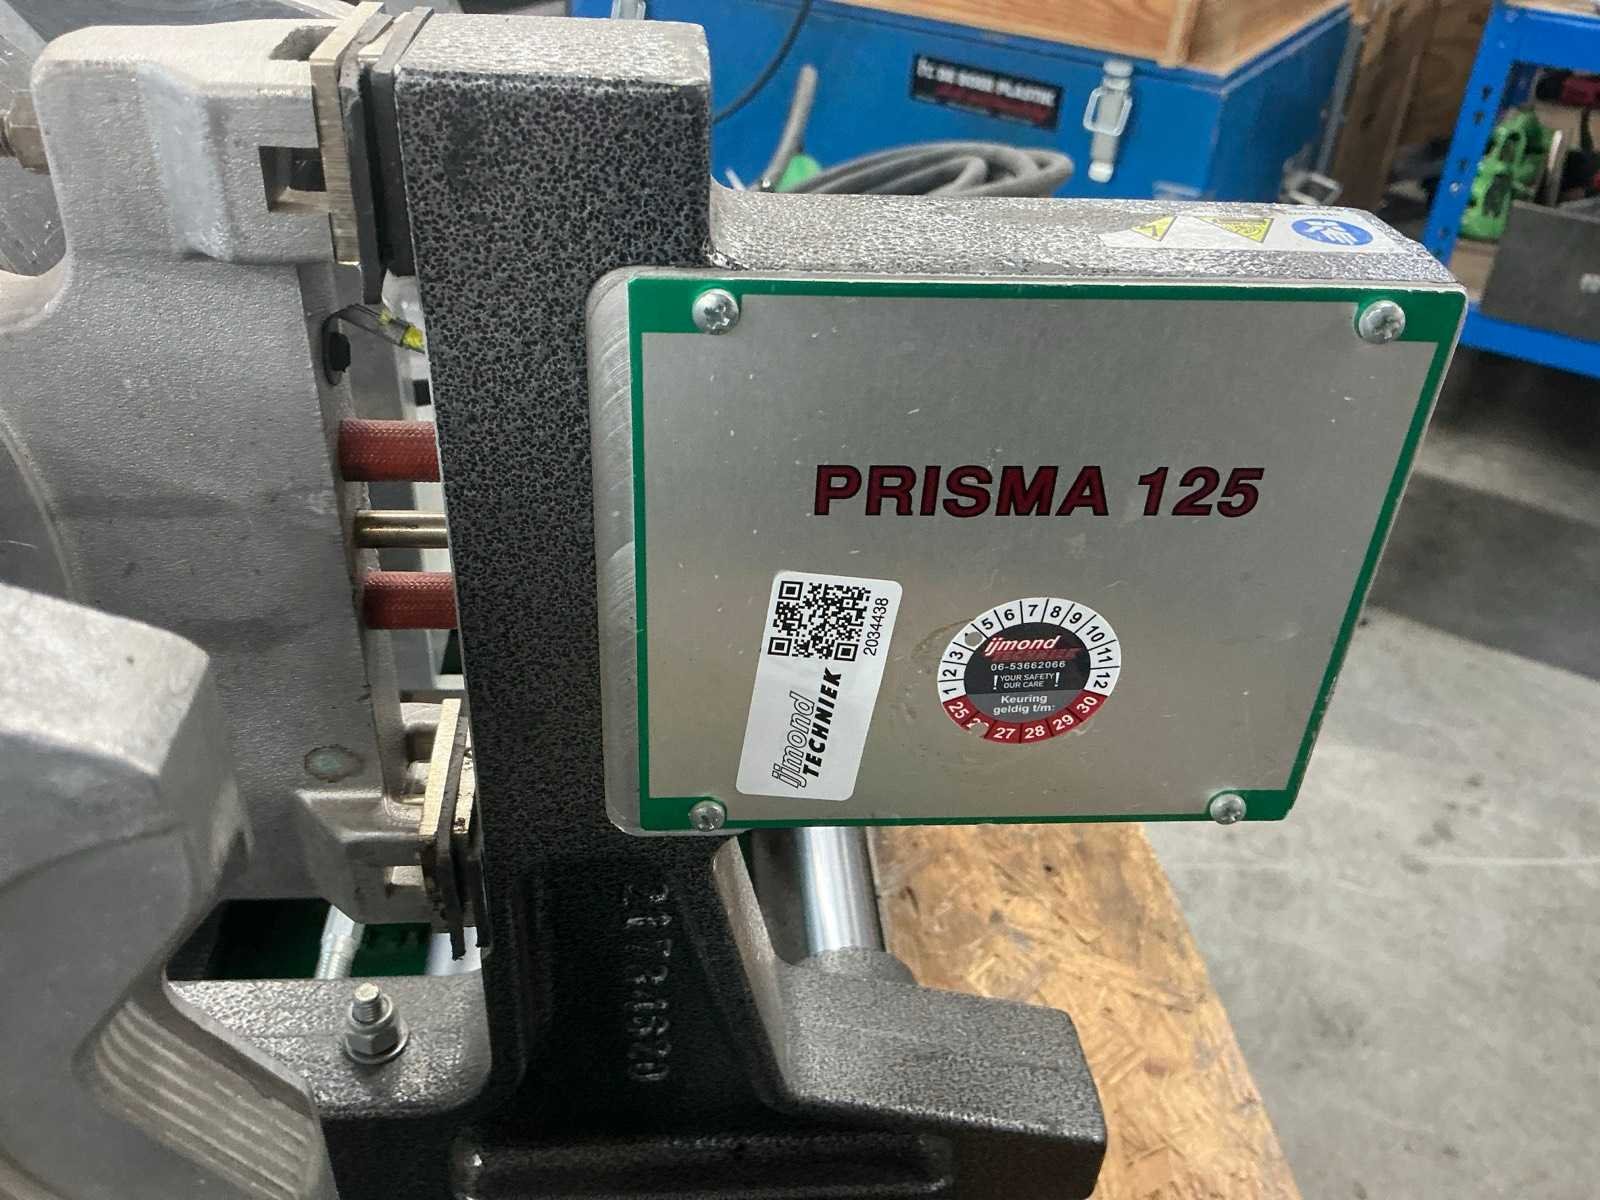 PRISMA 125
2034438
ijmond
TECHNIEK
1 2 3 5 6 7 8 9 10 11 12
ijmond
TECHNIEK
06-53662066
! YOUR SAFETY !
OUR CARE
Keuring
geldig t/m:
25 27 28 29 30